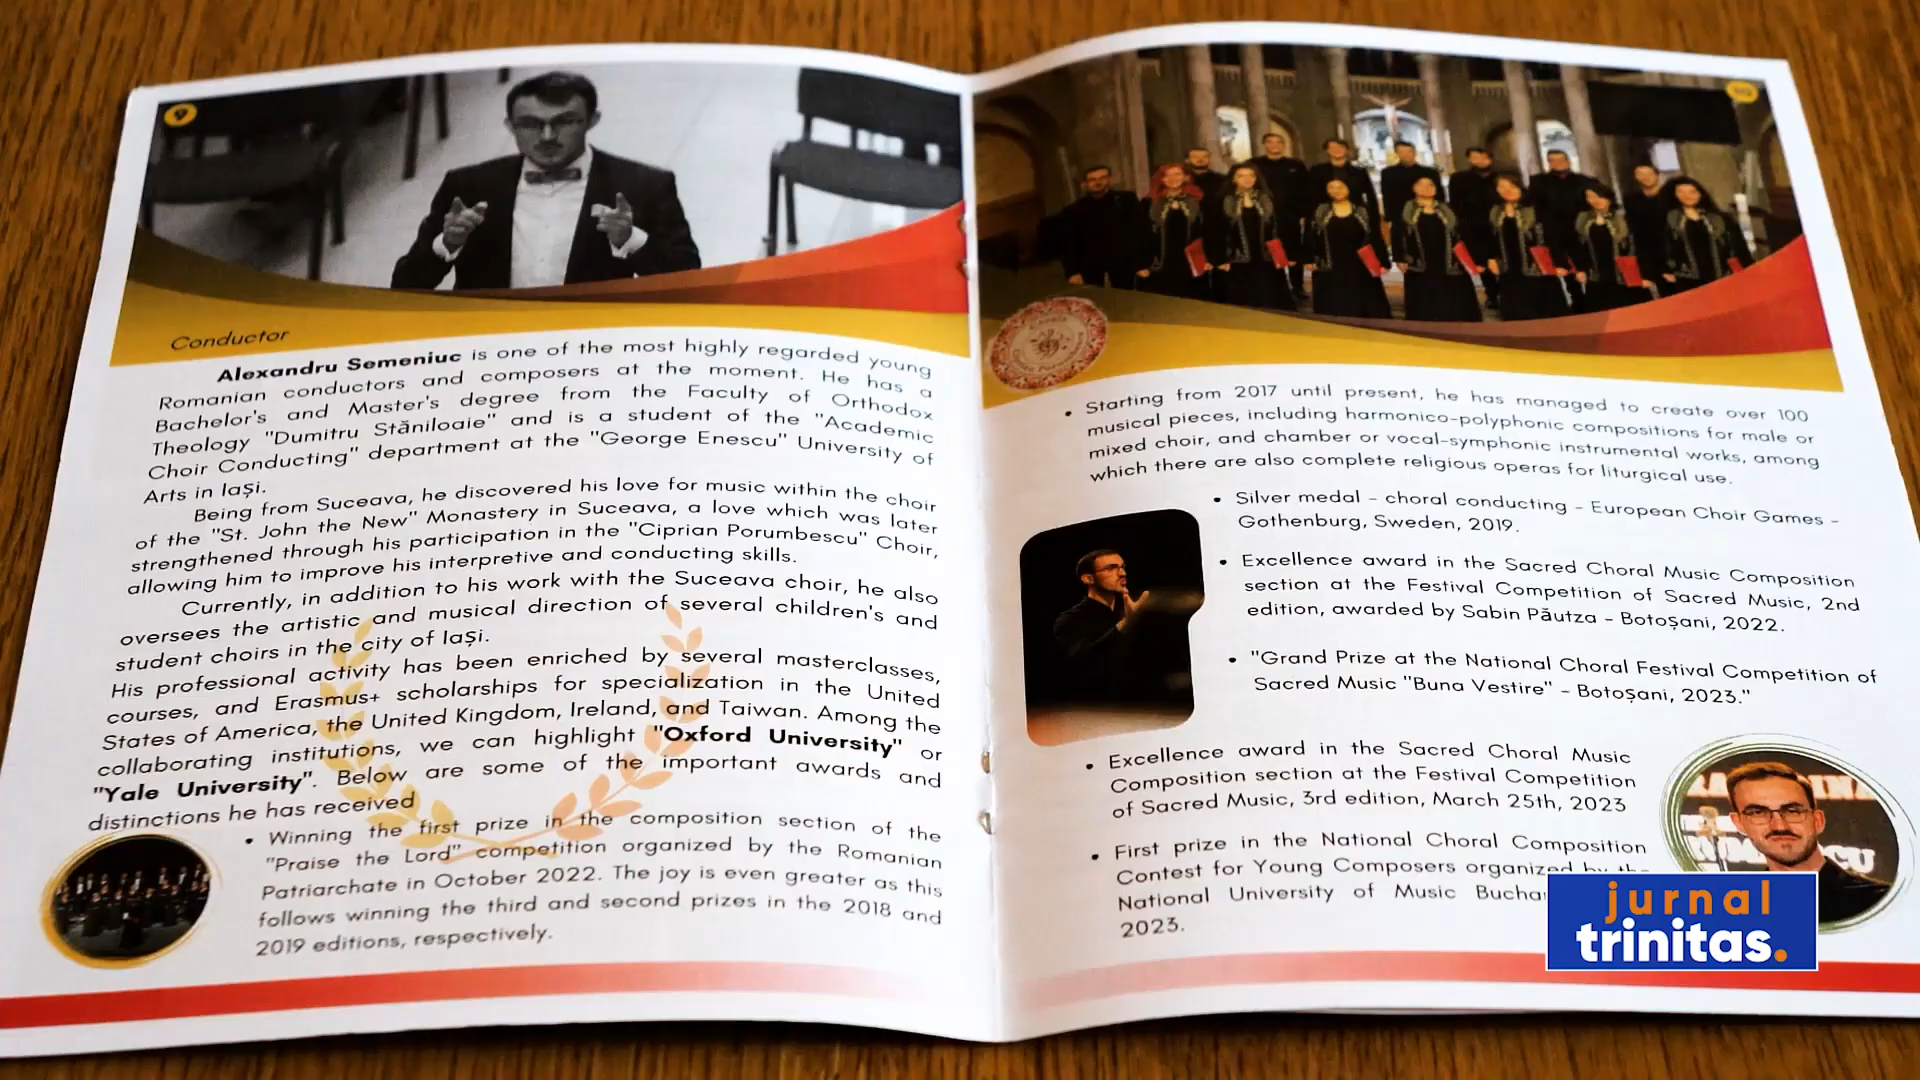 9
Conductor
Alexandru Semeniuc is one of the most highly regarded young
Romanian conductors and composers at the moment. He has a
Bachelor's and Master's degree from the Faculty of Orthodox
Theology "Dumitru Stăniloaie" and is a student of the "Academic
Choir Conducting" department at the "George Enescu" University of
Arts in Iași.
Being from Suceava, he discovered his love for music within the choir
of the "St. John the New" Monastery in Suceava, a love which was later
strengthened through his participation in the "Ciprian Porumbescu" Choir,
allowing him to improve his interpretive and conducting skills.
Currently, in addition to his work with the Suceava choir, he also
oversees the artistic and musical direction of several children's and
student choirs in the city of Iași.
His professional activity has been enriched by several masterclasses,
courses, and Erasmus+ scholarships for specialization in the United
States of America, the United Kingdom, Ireland, and Taiwan. Among the
collaborating institutions, we can highlight "Oxford University" or
"Yale University". Below are some of the important awards and
distinctions he has received
• Winning the first prize in the composition section of the
"Praise the Lord" competition organized by the Romanian
Patriarchate in October 2022. The joy is even greater as this
follows winning the third and second prizes in the 2018 and
2019 editions, respectively.
• Starting from 2017 until present, he has managed to create over 100
musical pieces, including harmonico-polyphonic compositions for male or
mixed choir, and chamber or vocal-symphonic instrumental works, among
which there are also complete religious operas for liturgical use.
• Silver medal - choral conducting - European Choir Games -
Gothenburg, Sweden, 2019.
• Excellence award in the Sacred Choral Music Composition
section at the Festival Competition of Sacred Music, 2nd
edition, awarded by Sabin Păutza - Botoșani, 2022.
• "Grand Prize at the National Choral Festival Competition of
Sacred Music "Buna Vestire" - Botoșani, 2023."
• Excellence award in the Sacred Choral Music
Composition section at the Festival Competition
of Sacred Music, 3rd edition, March 25th, 2023
• First prize in the National Choral Composition
Contest for Young Composers organized by the
National University of Music
2023.
jurnal
trinitas.